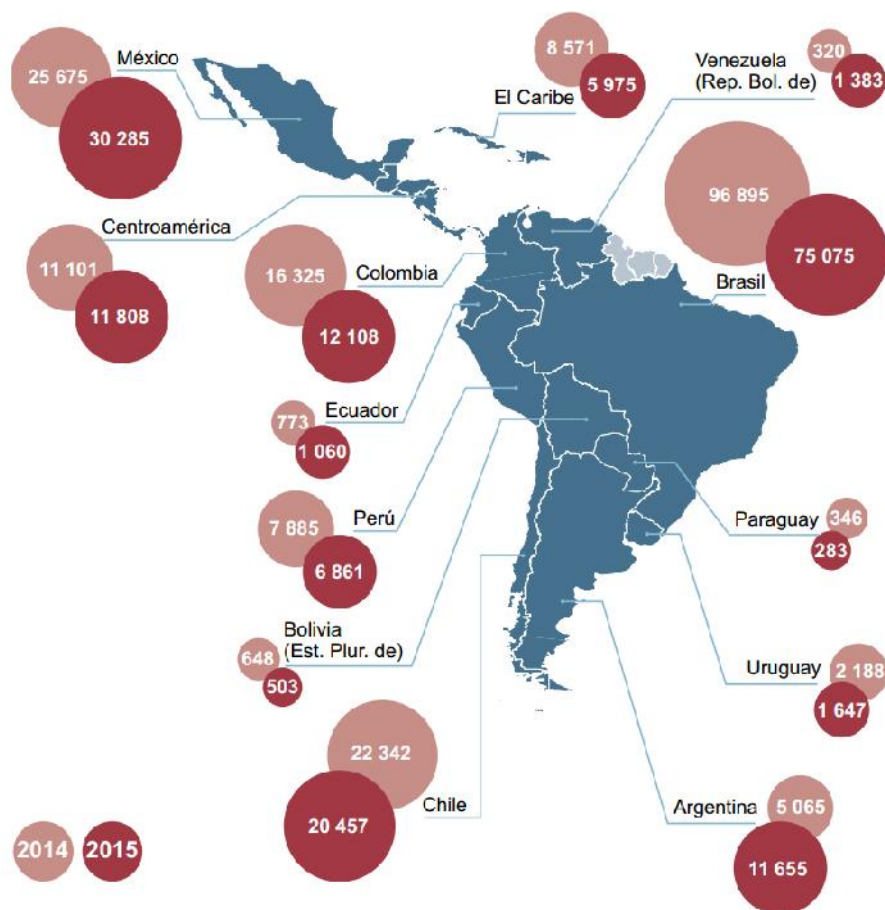 México
25 675
30 285
8 571
5 975
El Caribe
Venezuela
(Rep. Bol. de)
320
1 383
96 895
75 075
Brasil
Centroamérica
11 101
11 808
16 325
12 108
Colombia
Ecuador
773
1 060
Perú
7 885
6 861
Paraguay
346
283
Bolivia
(Est. Plur. de)
648
503
Uruguay
2 188
1 647
22 342
20 457
Chile
Argentina
5 065
11 655
2014
2015